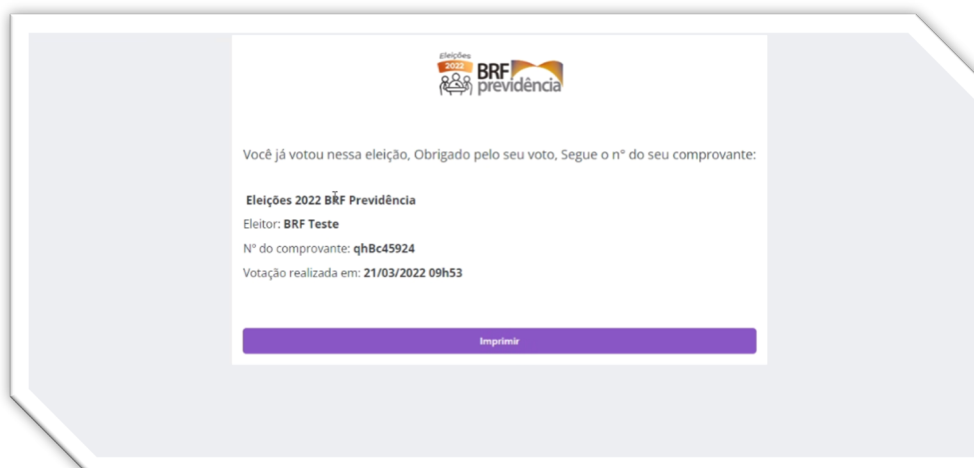 Eleições
2022
BRF
previdência
Você já votou nessa eleição, Obrigado pelo seu voto, Segue o nº do seu comprovante:
Eleições 2022 BRF Previdência
Eleitor: BRF Teste
Nº do comprovante: qhBc45924
Votação realizada em: 21/03/2022 09h53
Imprimir